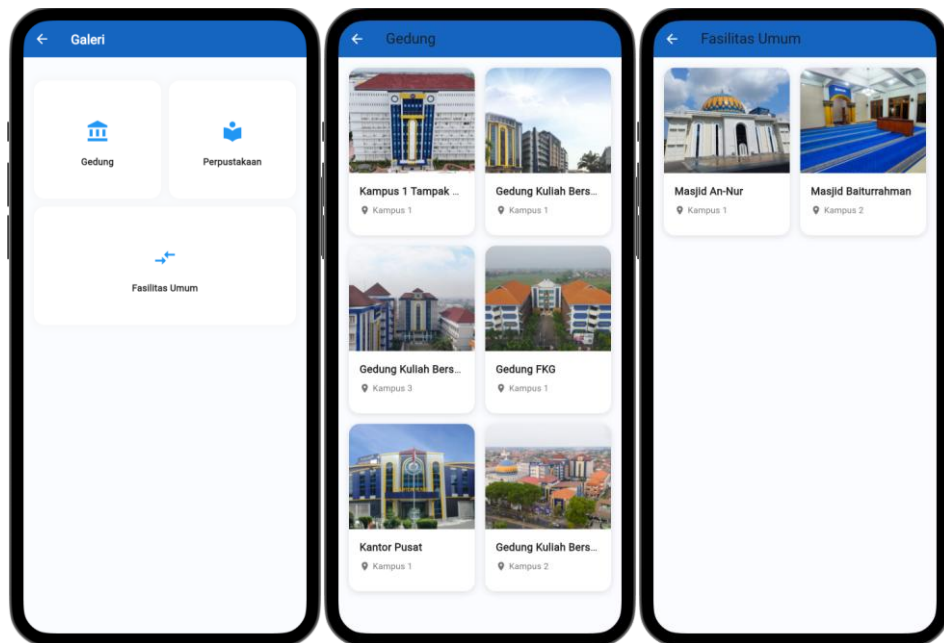 Galeri
Gedung
Perpustakaan
Fasilitas Umum
Gedung
Kampus 1 Tampak ...
Kampus 1
Gedung Kuliah Bers...
Kampus 1
Gedung Kuliah Bers...
Kampus 3
Gedung FKG
Kampus 1
Kantor Pusat
Kampus 1
Gedung Kuliah Bers...
Kampus 2
Fasilitas Umum
Masjid An-Nur
Kampus 1
Masjid Baiturrahman
Kampus 2